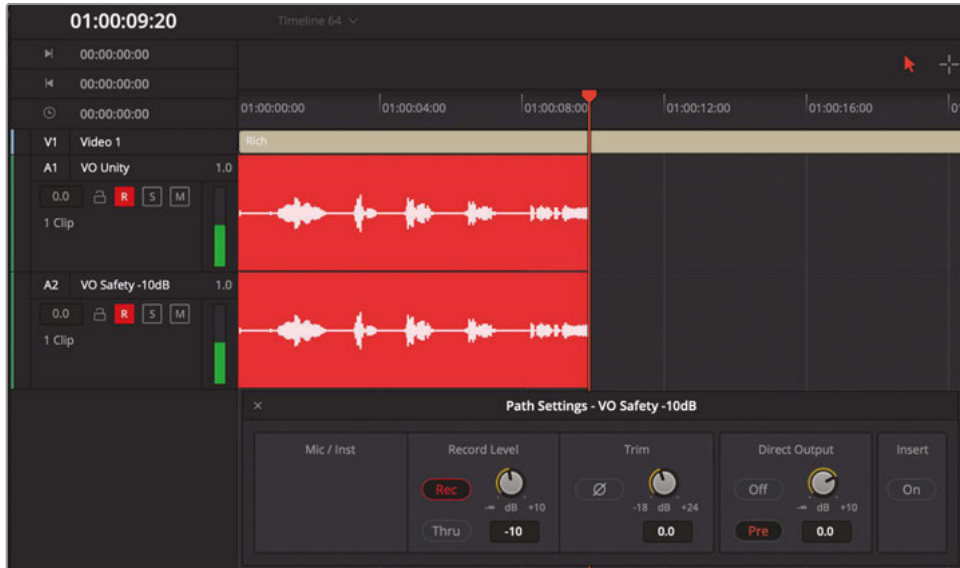 01:00:09:20 Timeline 64
00:00:00:00
00:00:00:00
00:00:00:00
01:00:00:00 01:00:04:00 01:00:08:00 01:00:12:00 01:00:16:00
V1 Video 1 Rich
A1 VO Unity 1.0
0.0 R S M
1 Clip
A2 VO Safety -10dB 1.0
0.0 R S M
1 Clip
× Path Settings - VO Safety -10dB
Mic / Inst Record Level Trim Direct Output Insert
Rec Ø Off On
-∞ dB +10 -18 dB +24 -∞ dB +10
Thru -10 0.0 Pre 0.0